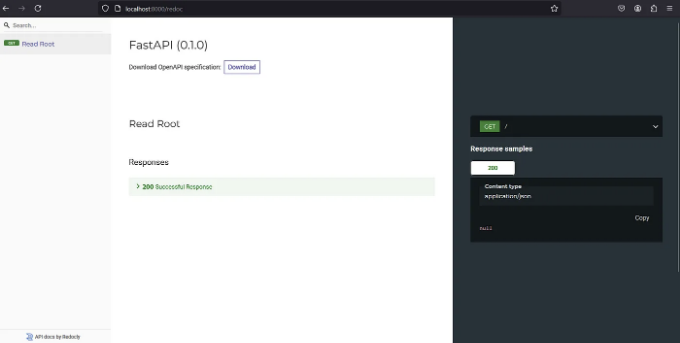 localhost:8000/redoc
Search...
GET Read Root
FastAPI (0.1.0)
Download OpenAPI specification: Download
Read Root
Responses
200 Successful Response
GET /
Response samples
200
Content type
application/json
Copy
null
API docs by Redocly